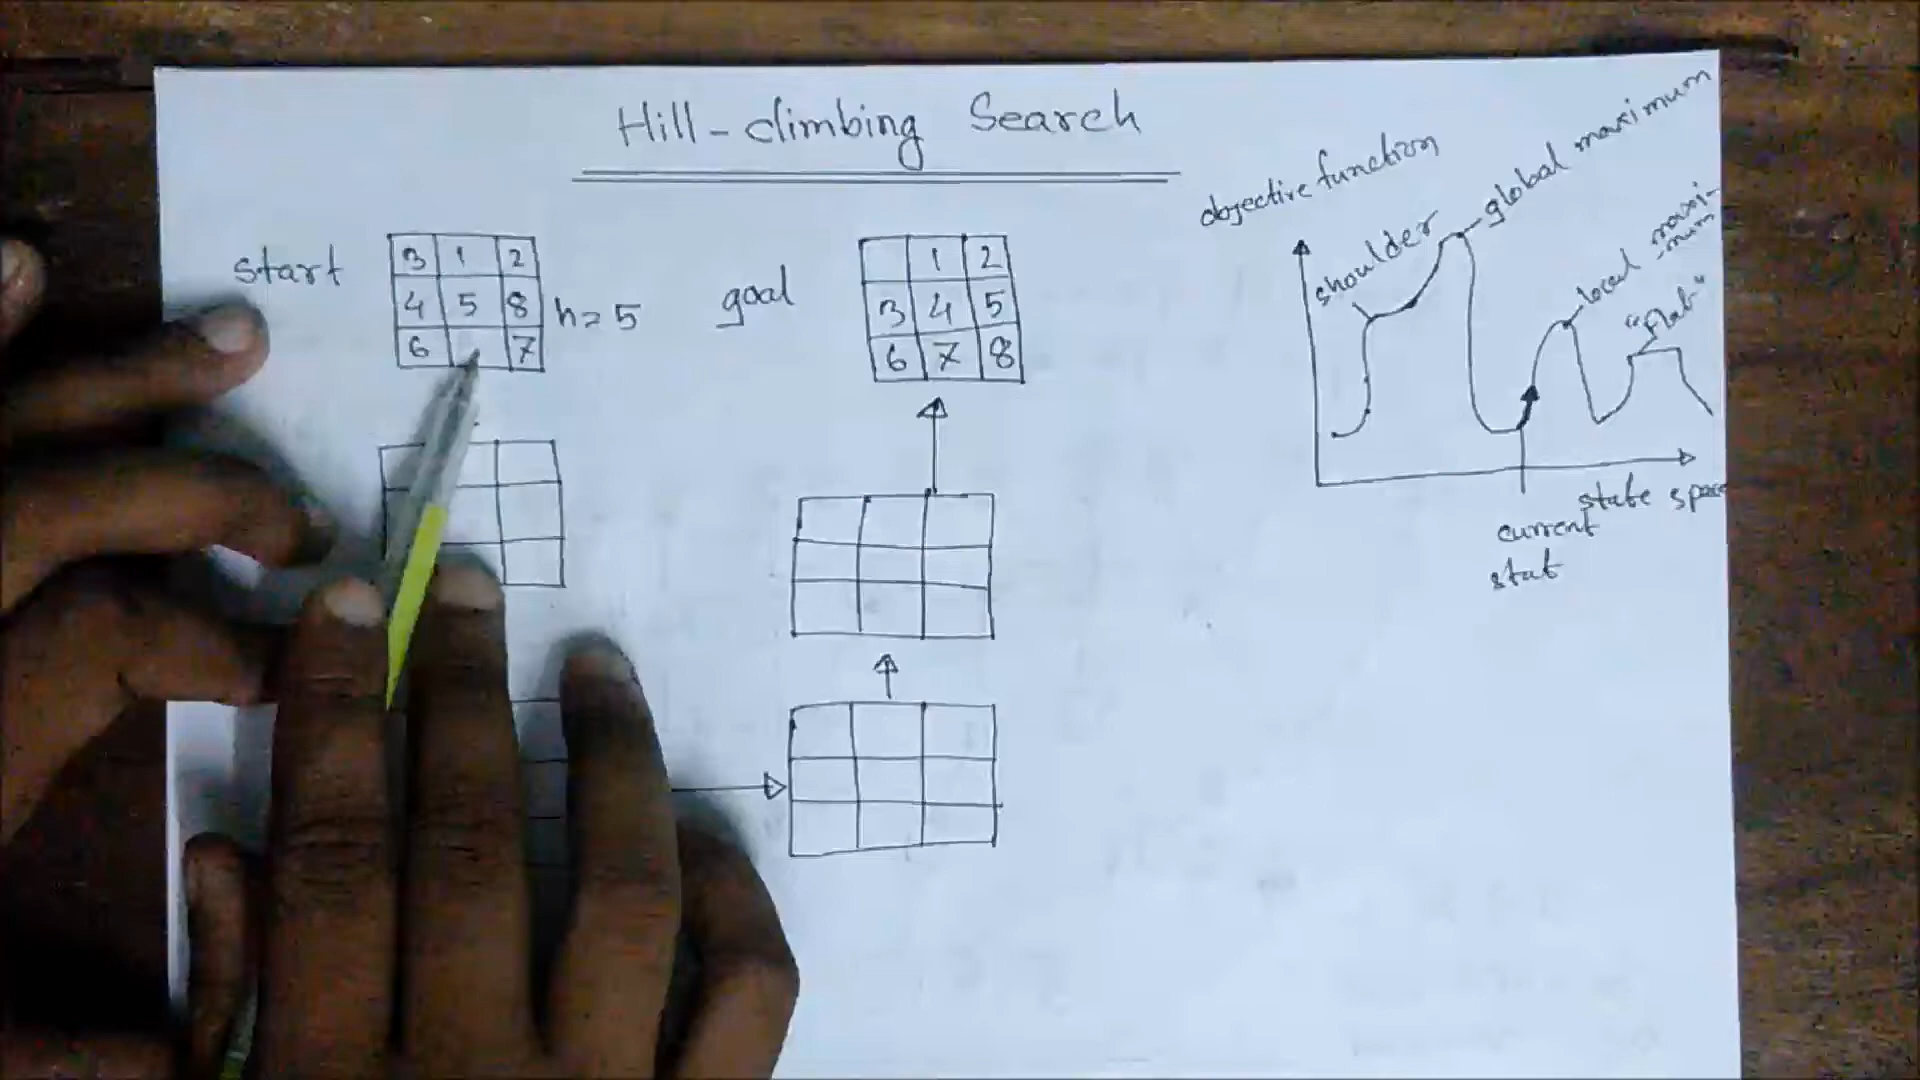 Hill-climbing Search
start
3 1 2
4 5 8
6 7
h=5
goal
1 2
3 4 5
6 7 8
objective function
shoulder
global maximum
local maxi-
mum
"flat"
state space
current
stat